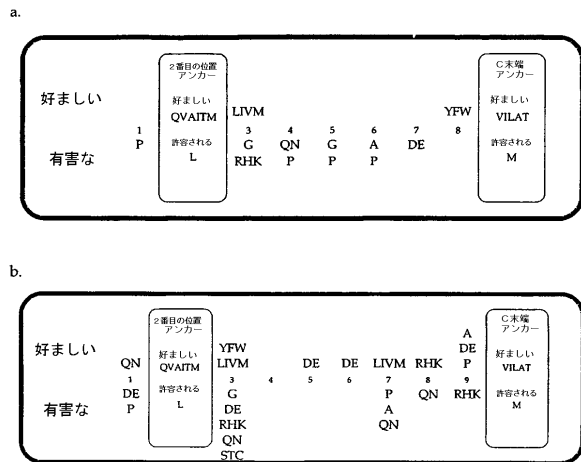 a.
好ましい
有害な
1
P
2番目の位置
アンカー
好ましい
QVAITM
許容される
L
LIVM
3
G
RHK
4
QN
P
5
G
P
6
A
P
7
DE
YFW
8
C末端
アンカー
好ましい
VILAT
許容される
M
b.
好ましい
有害な
QN
1
DE
P
2番目の位置
アンカー
好ましい
QVAITM
許容される
L
YFW
LIVM
3
G
DE
RHK
QN
STC
4
DE
5
DE
6
LIVM
7
P
A
QN
RHK
8
QN
A
DE
P
9
RHK
C末端
アンカー
好ましい
VILAT
許容される
M